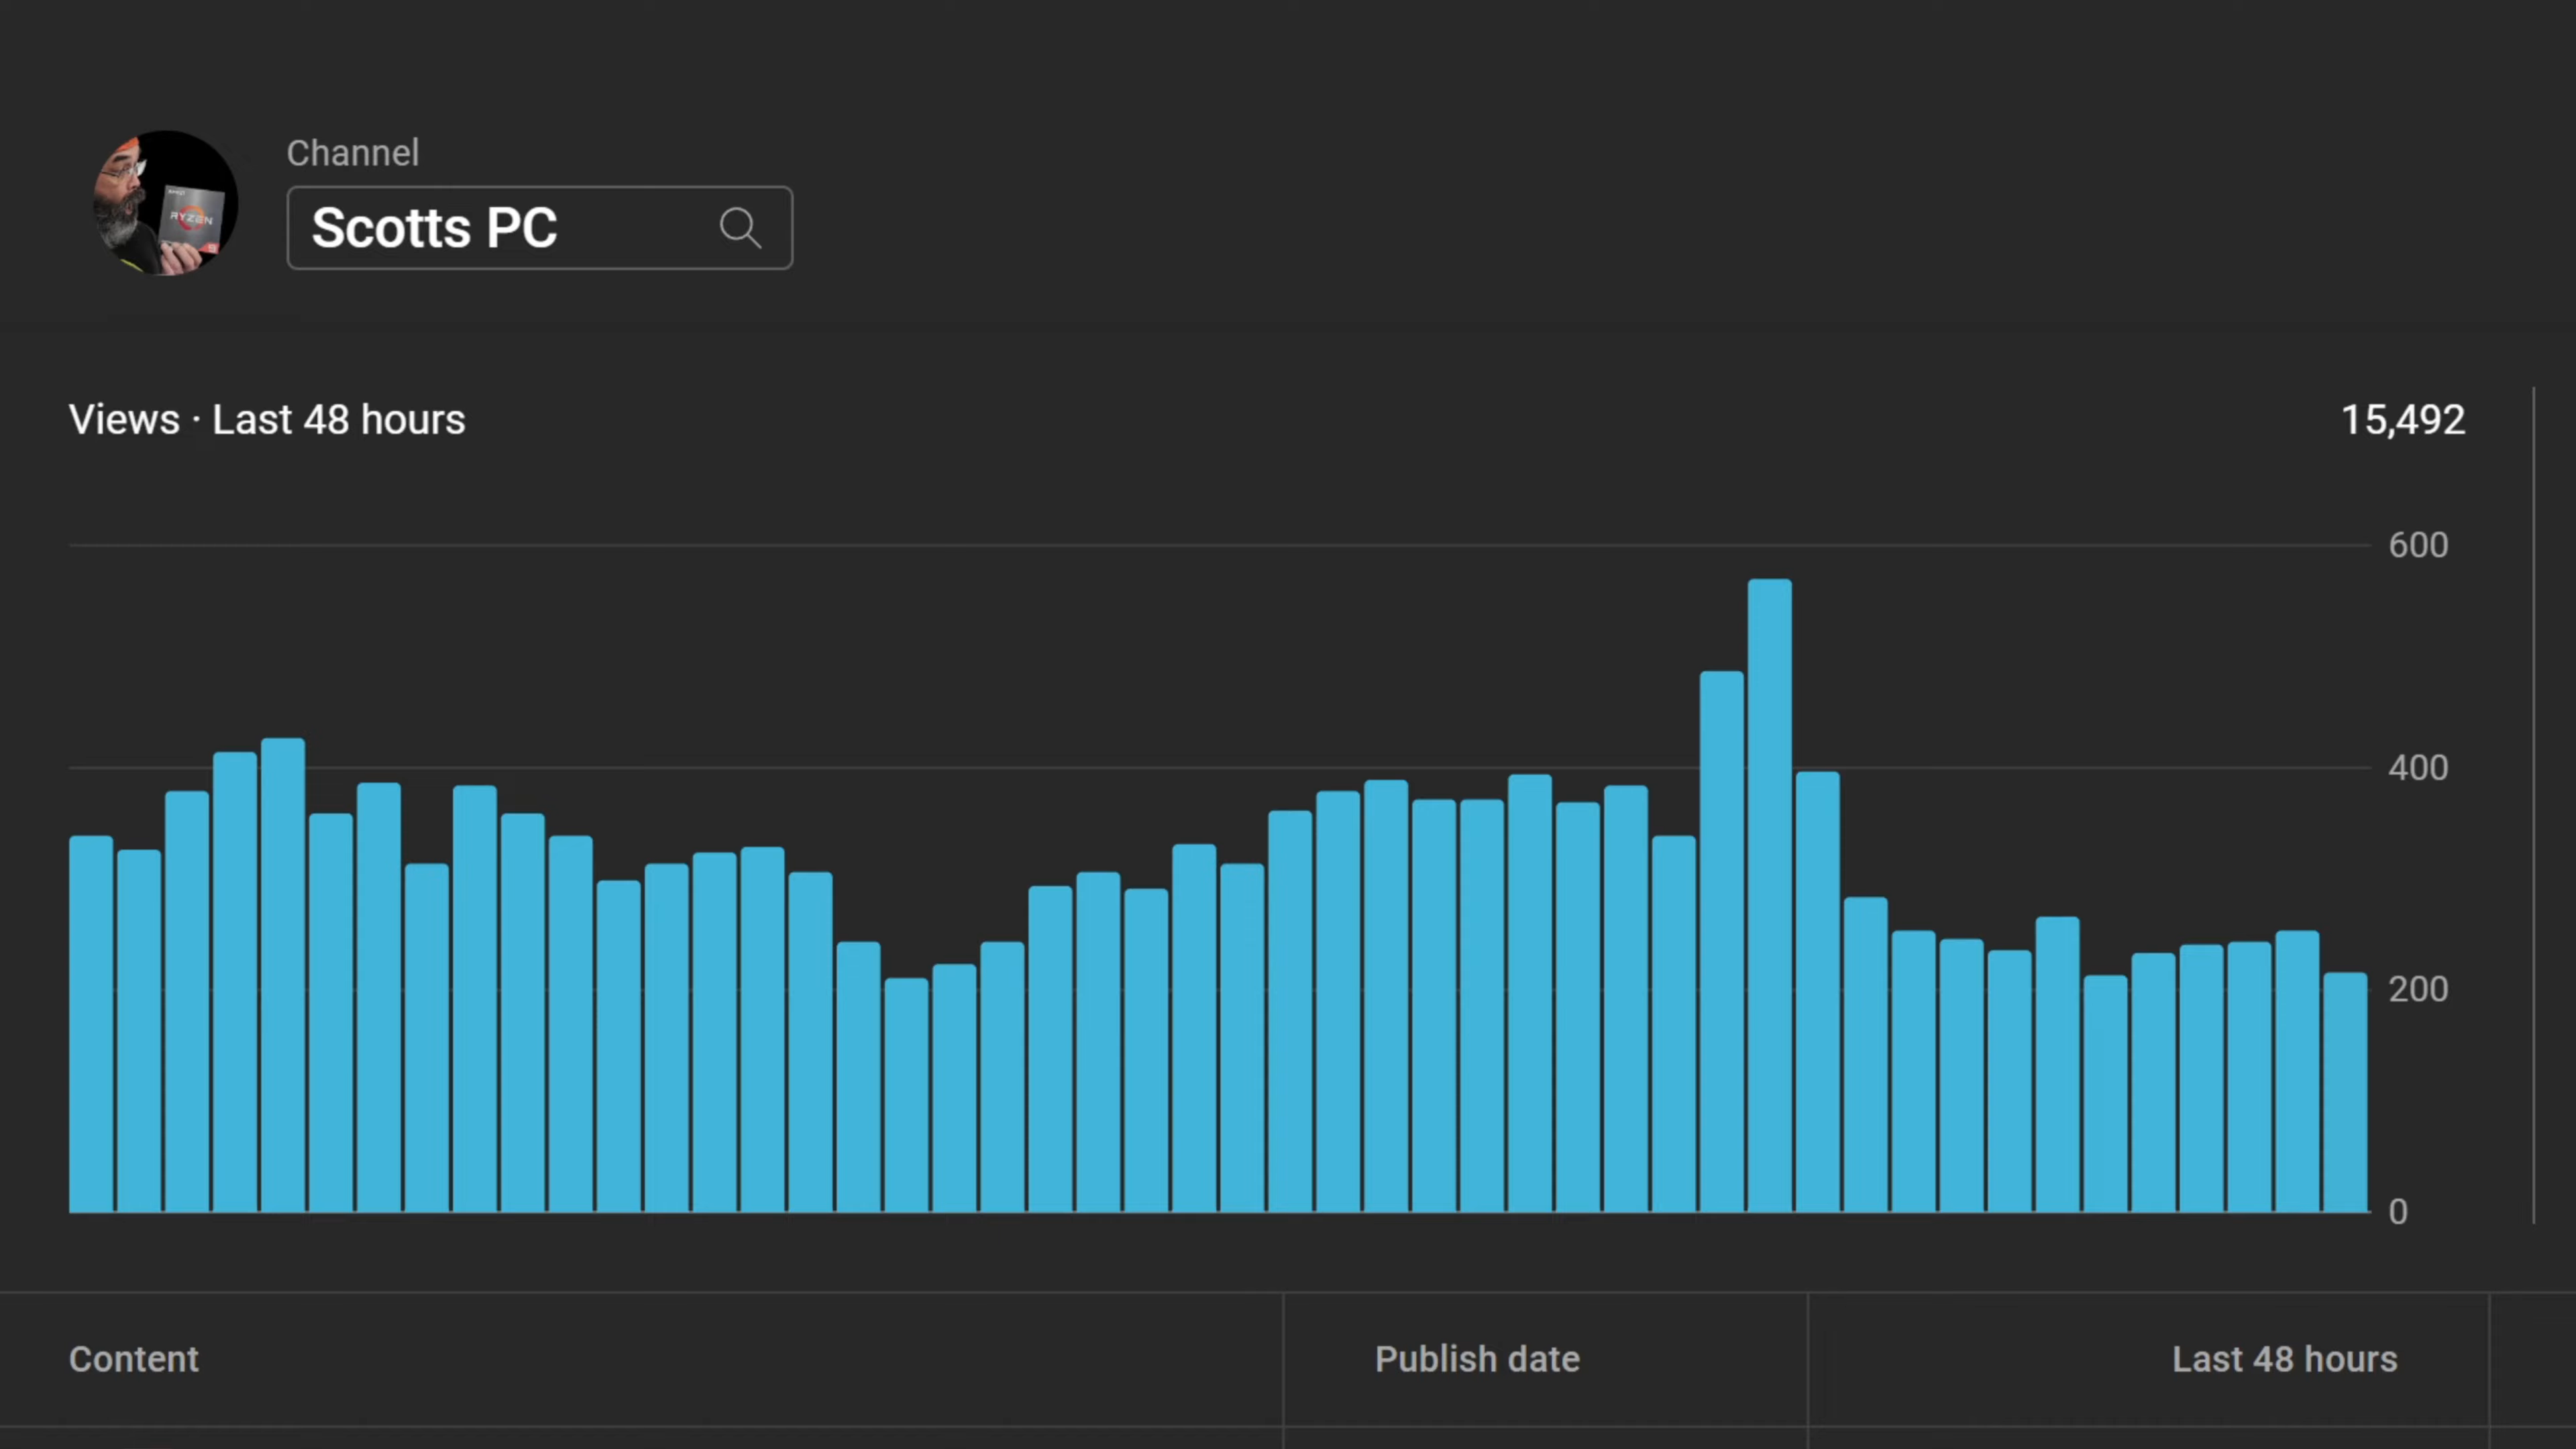 Channel
Scotts PC
RYZEN
Views · Last 48 hours
15,492
600
400
200
0
Content
Publish date
Last 48 hours